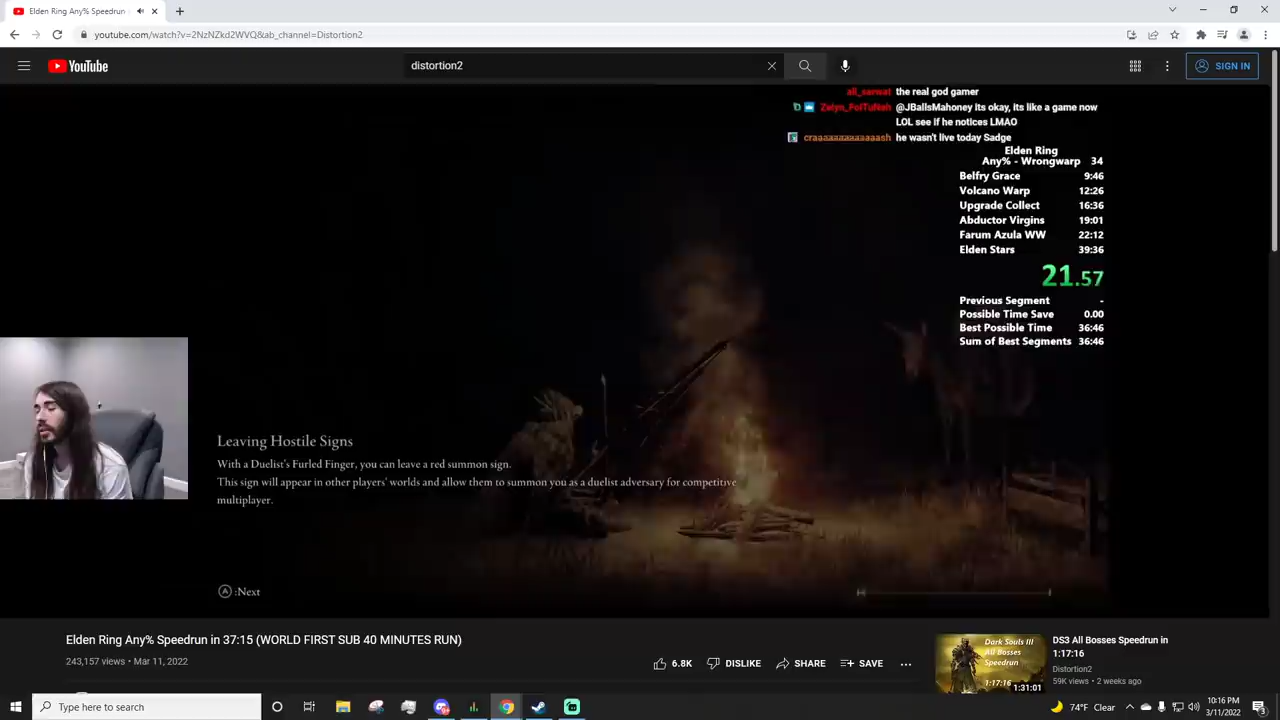 Elden Ring Any% Speedrun
youtube.com/watch?v=2NzNZkd2WVQ&ab_channel=Distortion2
YouTube
distortion2
SIGN IN
the real god gamer
@JBallsMahoney its okay, its like a game now
LOL see if he notices LMAO
he wasn't live today Sadge
Elden Ring
Any% - Wrongwarp 34
Belfry Grace 9:46
Volcano Warp 12:26
Upgrade Collect 16:36
Abductor Virgins 19:01
Farum Azula WW 22:12
Elden Stars 39:36
21.57
Previous Segment -
Possible Time Save 0.00
Best Possible Time 36:46
Sum of Best Segments 36:46
Leaving Hostile Signs
With a Duelist's Furled Finger, you can leave a red summon sign.
This sign will appear in other players' worlds and allow them to summon you as a duelist adversary for competitive
multiplayer.
A :Next
Elden Ring Any% Speedrun in 37:15 (WORLD FIRST SUB 40 MINUTES RUN)
243,157 views • Mar 11, 2022
6.8K DISLIKE SHARE SAVE
Dark Souls III
All Bosses
Speedrun
1:17:16
1:31:01
DS3 All Bosses Speedrun in
1:17:16
Distortion2
59K views • 2 weeks ago
Type here to search
74°F Clear
10:16 PM
3/11/2022
3